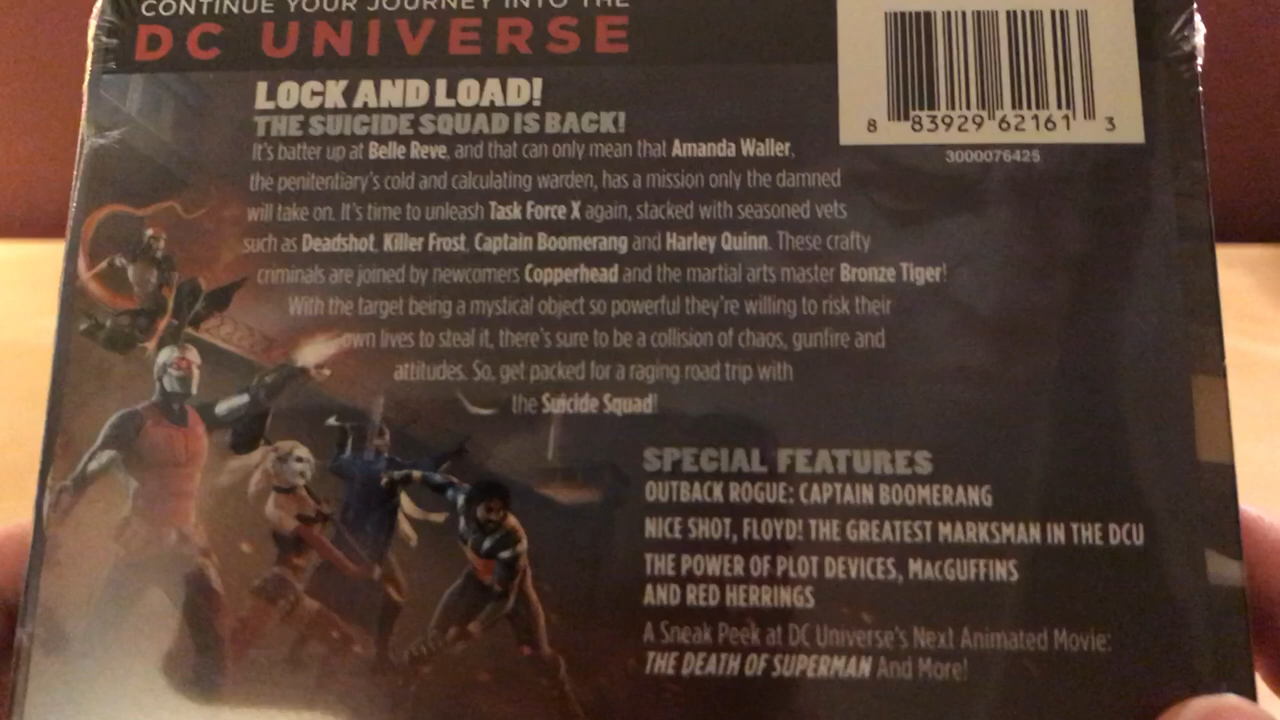 CONTINUE YOUR JOURNEY INTO THE
DC UNIVERSE
8 83929 62161 3
3000076425
LOCK AND LOAD!
THE SUICIDE SQUAD IS BACK!
It's batter up at Belle Reve, and that can only mean that Amanda Waller,
the penitentiary's cold and calculating warden, has a mission only the damned
will take on. It's time to unleash Task Force X again, stacked with seasoned vets
such as Deadshot, Killer Frost, Captain Boomerang and Harley Quinn. These crafty
criminals are joined by newcomers Copperhead and the martial arts master Bronze Tiger!
With the target being a mystical object so powerful they're willing to risk their
own lives to steal it, there's sure to be a collision of chaos, gunfire and
attitudes. So, get packed for a raging road trip with
the Suicide Squad!
SPECIAL FEATURES
OUTBACK ROGUE: CAPTAIN BOOMERANG
NICE SHOT, FLOYD! THE GREATEST MARKSMAN IN THE DCU
THE POWER OF PLOT DEVICES, MACGUFFINS
AND RED HERRINGS
A Sneak Peek at DC Universe's Next Animated Movie:
THE DEATH OF SUPERMAN And More!